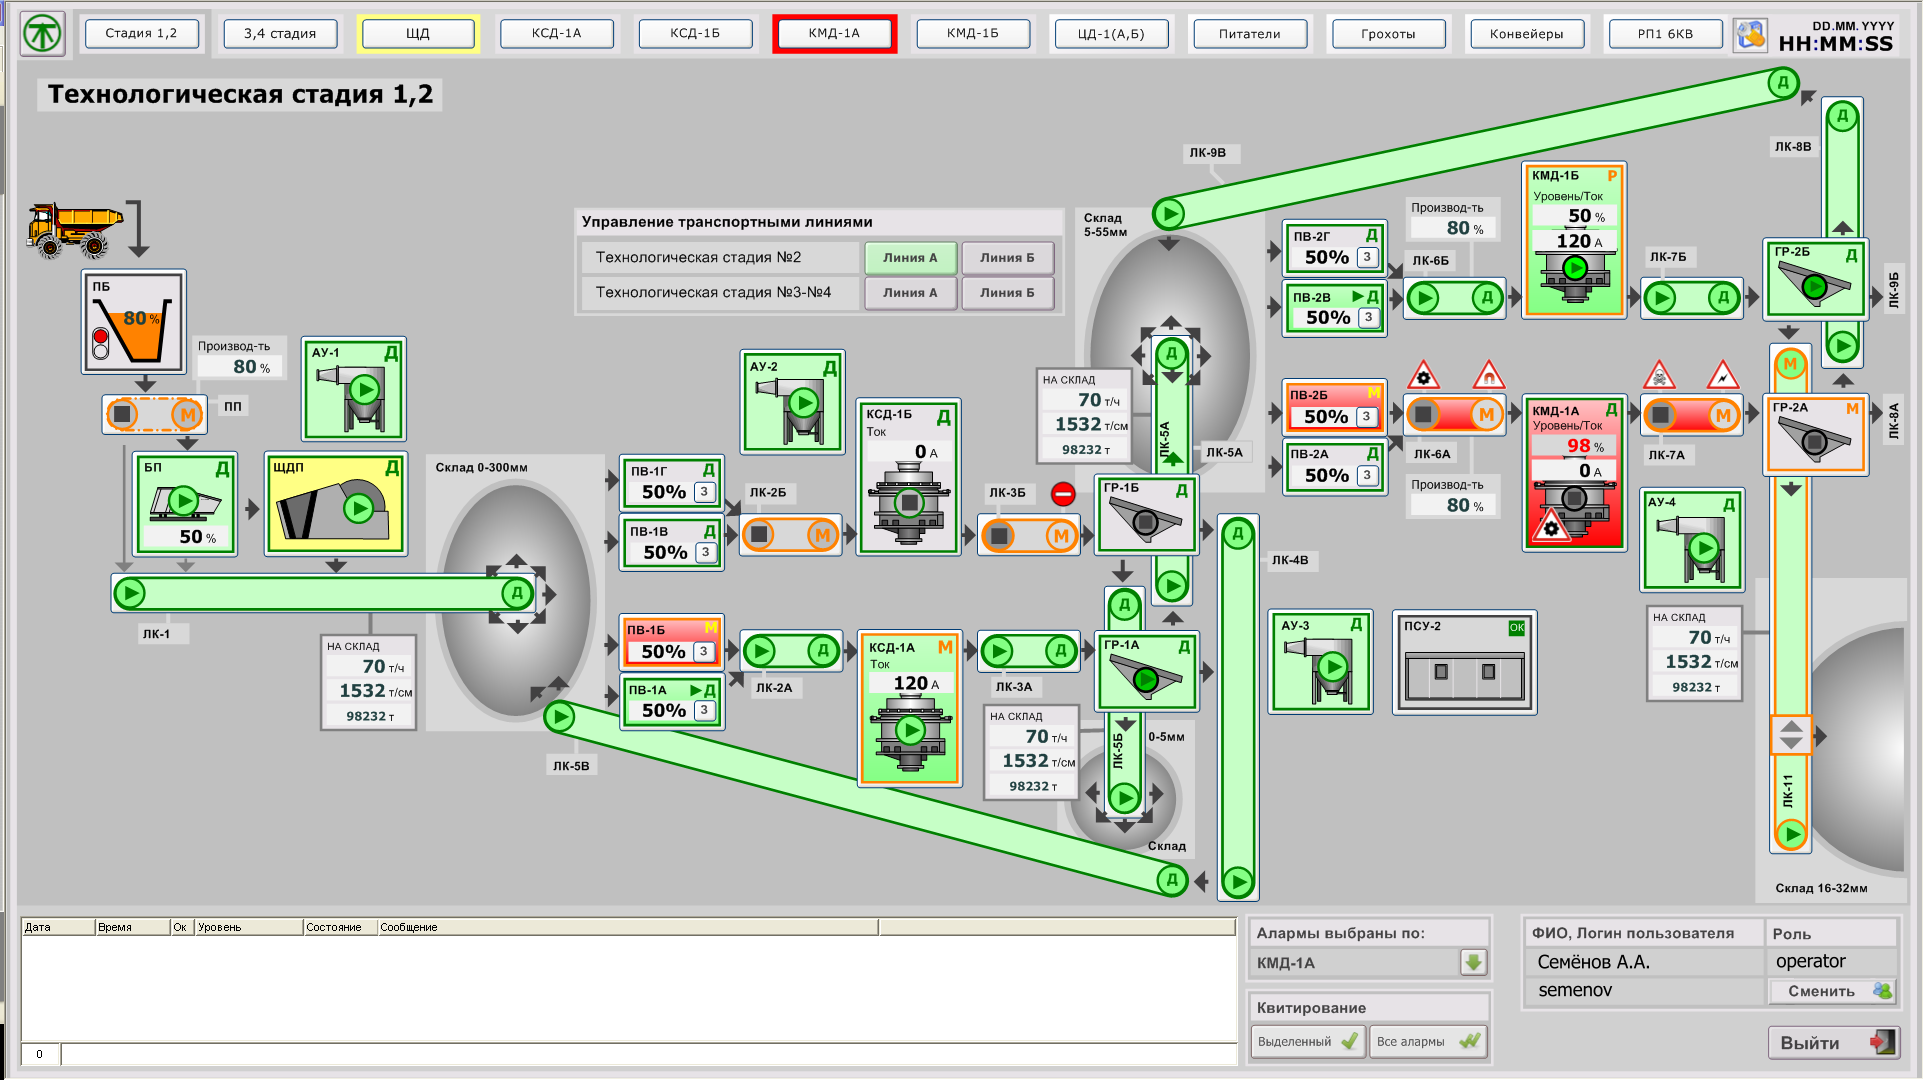 Стадия 1,2
3,4 стадия
ЩД
КСД-1А
КСД-1Б
КМД-1А
КМД-1Б
ЦД-1(А,Б)
Питатели
Грохоты
Конвейеры
РП1 6КВ
DD.MM.YYYY
HH:MM:SS
Технологическая стадия 1,2
Управление транспортными линиями
Технологическая стадия №2
Линия А
Линия Б
Технологическая стадия №3-№4
Линия А
Линия Б
ПБ
80 %
Производ-ть
80 %
М
ПП
АУ-1
Д
БП
Д
50 %
ЩДП
Д
Д
ЛК-1
НА СКЛАД
70 т/ч
1532 т/см
98232 т
Склад 0-300мм
ПВ-1Г
Д
50% 3
ПВ-1В
Д
50% 3
ПВ-1Б
М
50% 3
ПВ-1А
Д
50% 3
ЛК-5В
Д
АУ-2
Д
ЛК-2Б
М
ЛК-2А
Д
КСД-1Б
Д
Ток
0 А
КСД-1А
М
Ток
120 А
ЛК-3Б
М
ЛК-3А
Д
ГР-1Б
Д
ГР-1А
Д
НА СКЛАД
70 т/ч
1532 т/см
98232 т
ЛК-5А
ЛК-5А
Д
НА СКЛАД
70 т/ч
1532 т/см
98232 т
ЛК-5Б
Д
0-5мм
Склад
ЛК-4В
Д
Склад
5-55мм
ЛК-9В
Д
ЛК-8В
Д
ПВ-2Г
Д
50% 3
ПВ-2В
Д
50% 3
ПВ-2Б
М
50% 3
ПВ-2А
Д
50% 3
Производ-ть
80 %
ЛК-6Б
Д
М
ЛК-6А
Производ-ть
80 %
КМД-1Б
Р
Уровень/Ток
50 %
120 А
КМД-1А
Д
Уровень/Ток
98 %
0 А
ЛК-7Б
Д
М
ЛК-7А
ГР-2Б
Д
ЛК-9Б
М
ГР-2А
М
ЛК-8А
АУ-4
Д
АУ-3
Д
ПСУ-2
ОК
НА СКЛАД
70 т/ч
1532 т/см
98232 т
ЛК-11
Склад 16-32мм
Дата
Время
Ок
Уровень
Состояние
Сообщение
0
Алармы выбраны по:
КМД-1А
Квитирование
Выделенный
Все алармы
ФИО, Логин пользователя
Роль
Семёнов А.А.
operator
semenov
Сменить
Выйти